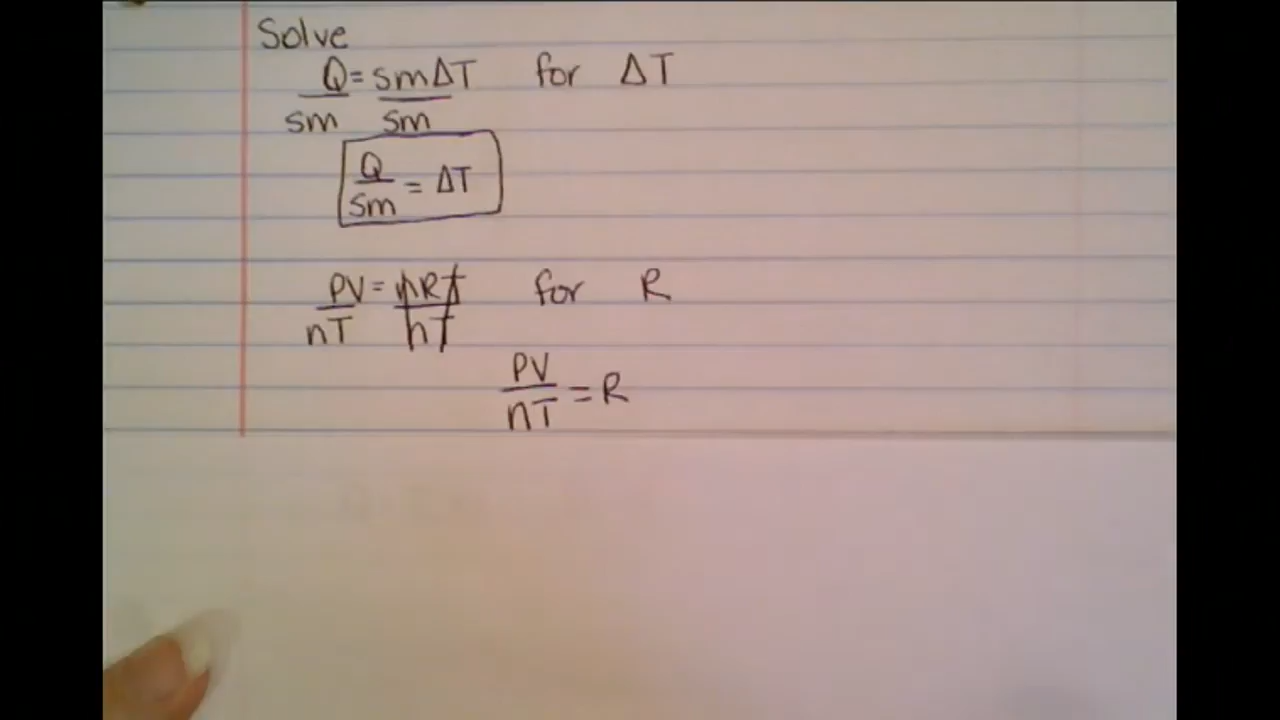 Solve
Q = smΔT for ΔT
sm sm
Q
sm = ΔT
PV = nRT for R
nT nT
PV
nT = R